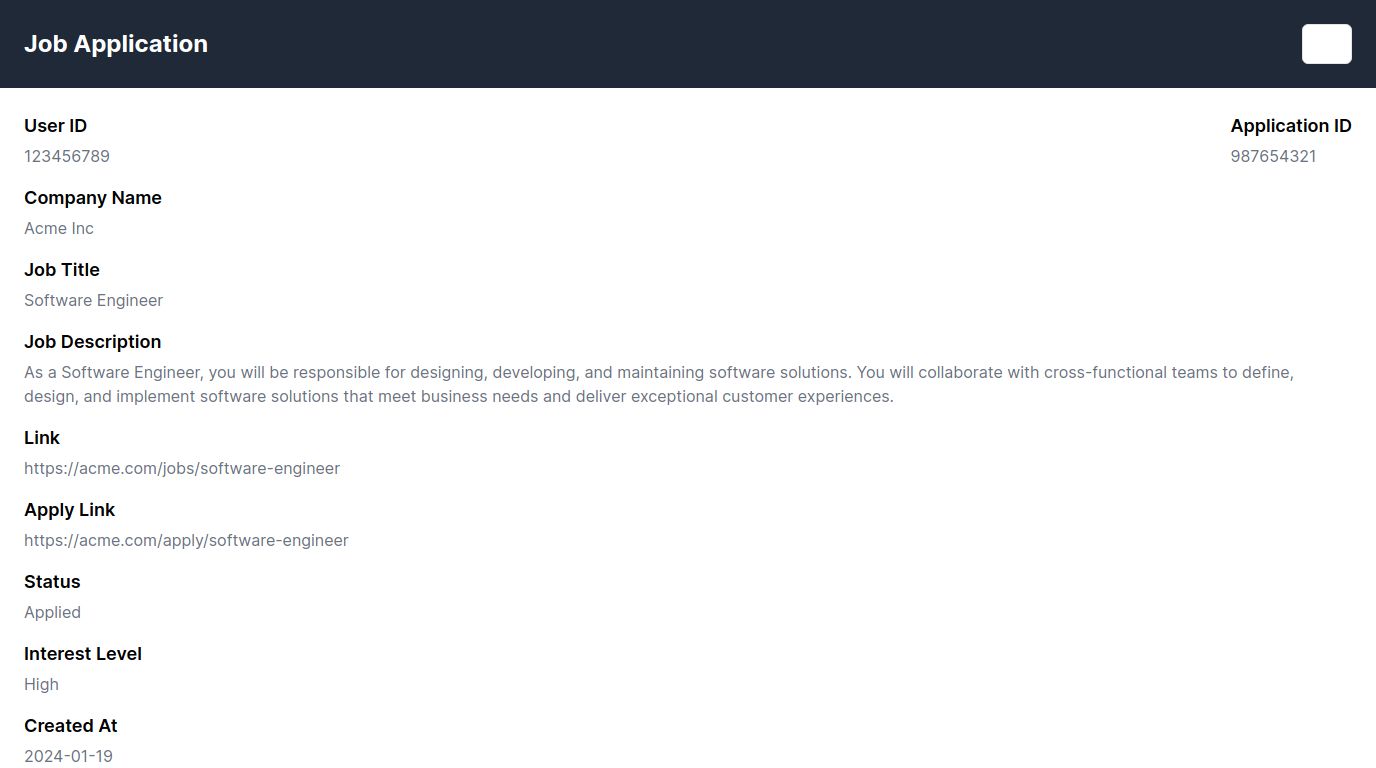 Job Application
User ID
Application ID
123456789
987654321
Company Name
Acme Inc
Job Title
Software Engineer
Job Description
As a Software Engineer, you will be responsible for designing, developing, and maintaining software solutions. You will collaborate with cross-functional teams to define,
design, and implement software solutions that meet business needs and deliver exceptional customer experiences.
Link
https://acme.com/jobs/software-engineer
Apply Link
https://acme.com/apply/software-engineer
Status
Applied
Interest Level
High
Created At
2024-01-19